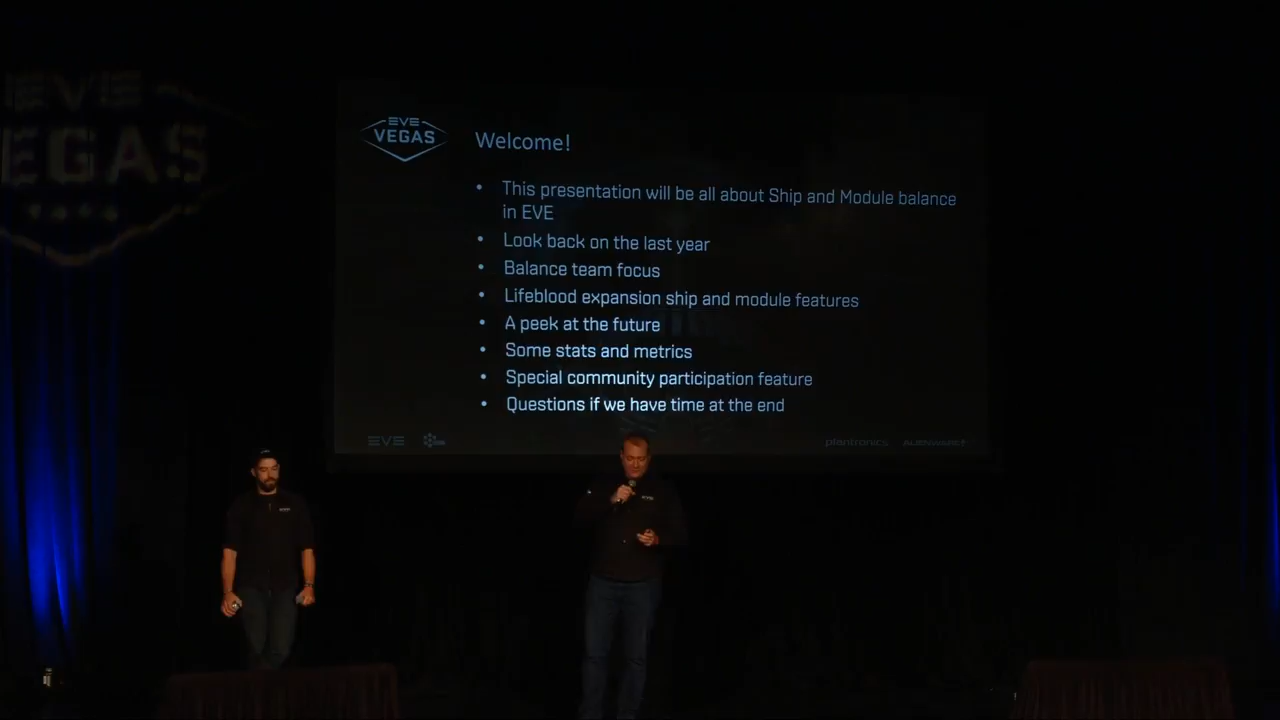 EVE
VEGAS
EVE
VEGAS
Welcome!
• This presentation will be all about Ship and Module balance
in EVE
• Look back on the last year
• Balance team focus
• Lifeblood expansion ship and module features
• A peek at the future
• Some stats and metrics
• Special community participation feature
• Questions if we have time at the end
EVE
plantronics
ALIENWARE